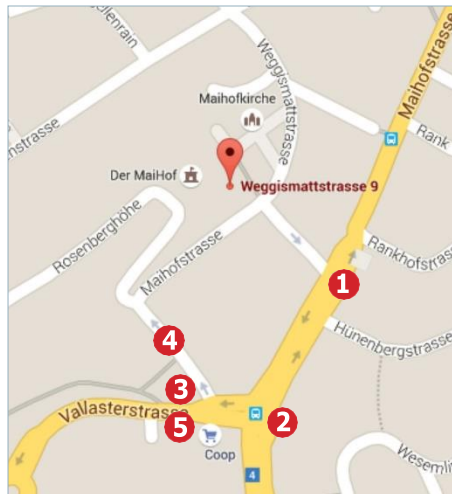 Weggismattstrasse
Maihofstrasse
Maihofkirche
Rank
Der MaiHof
Weggismattstrasse 9
Rosenberghöhe
Maihofstrasse
Rankhofstrasse
1
Hünenbergstrasse
4
3
Vallasterstrasse
5
2
Coop
4